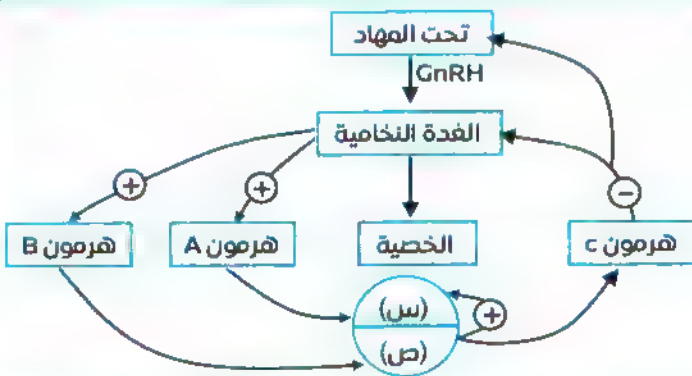 تحت المهاد
GnRH
الغدة النخامية
+
+
−
هرمون B
هرمون A
الخصية
هرمون c
(س)
+
(ص)